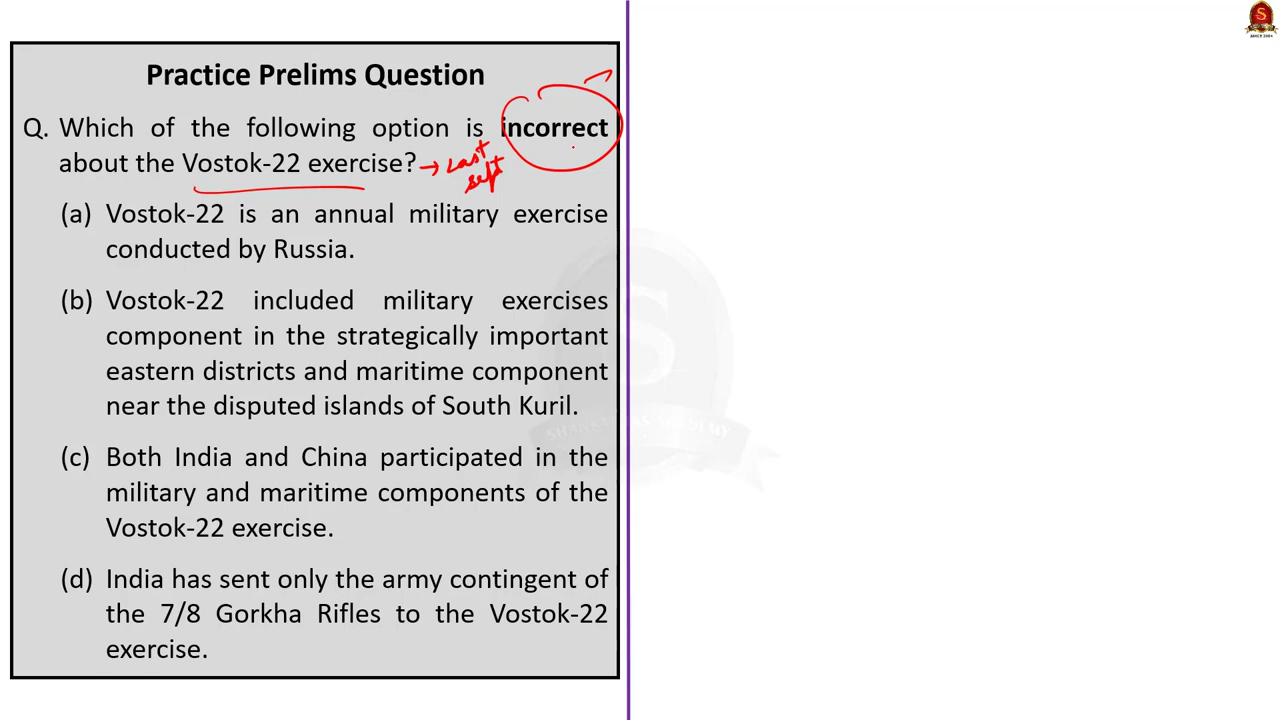 S
SINCE 2004
Practice Prelims Question
Q. Which of the following option is incorrect
about the Vostok-22 exercise? → Last
Sept
(a) Vostok-22 is an annual military exercise
conducted by Russia.
(b) Vostok-22 included military exercises
component in the strategically important
eastern districts and maritime component
near the disputed islands of South Kuril.
(c) Both India and China participated in the
military and maritime components of the
Vostok-22 exercise.
(d) India has sent only the army contingent of
the 7/8 Gorkha Rifles to the Vostok-22
exercise.